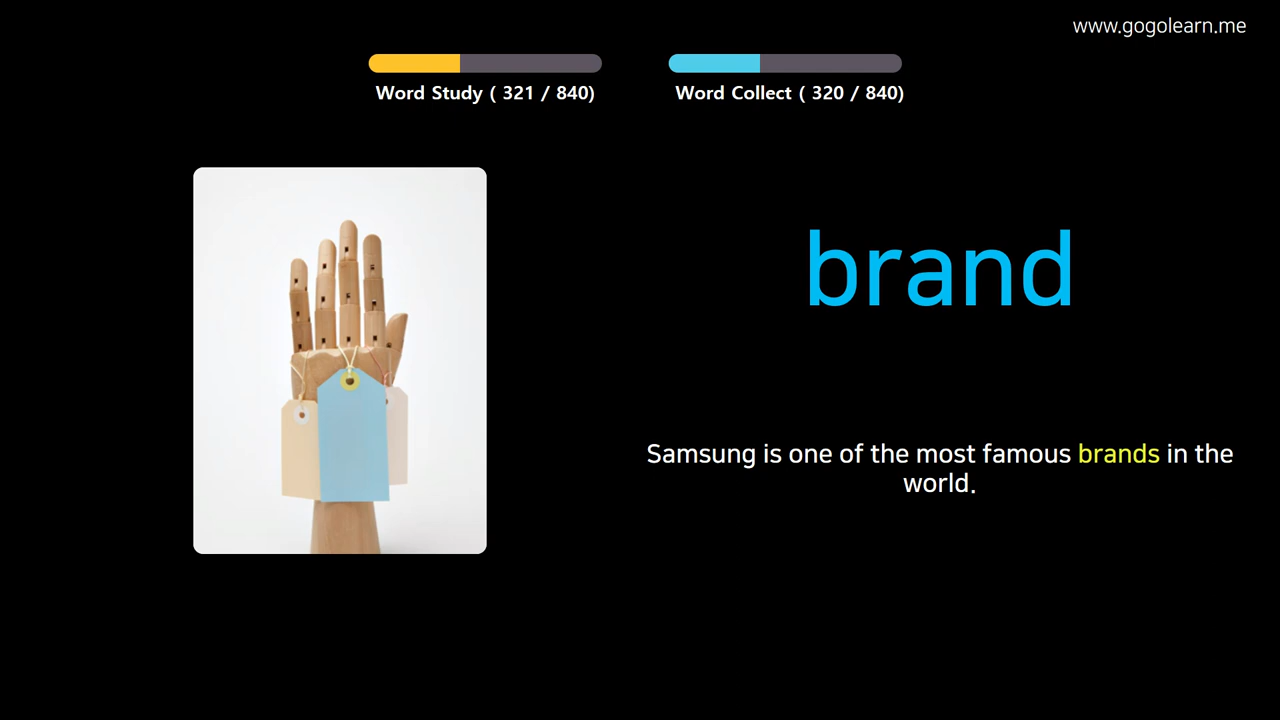 www.gogolearn.me
Word Study ( 321 / 840)
Word Collect ( 320 / 840)
brand
Samsung is one of the most famous brands in the
world.